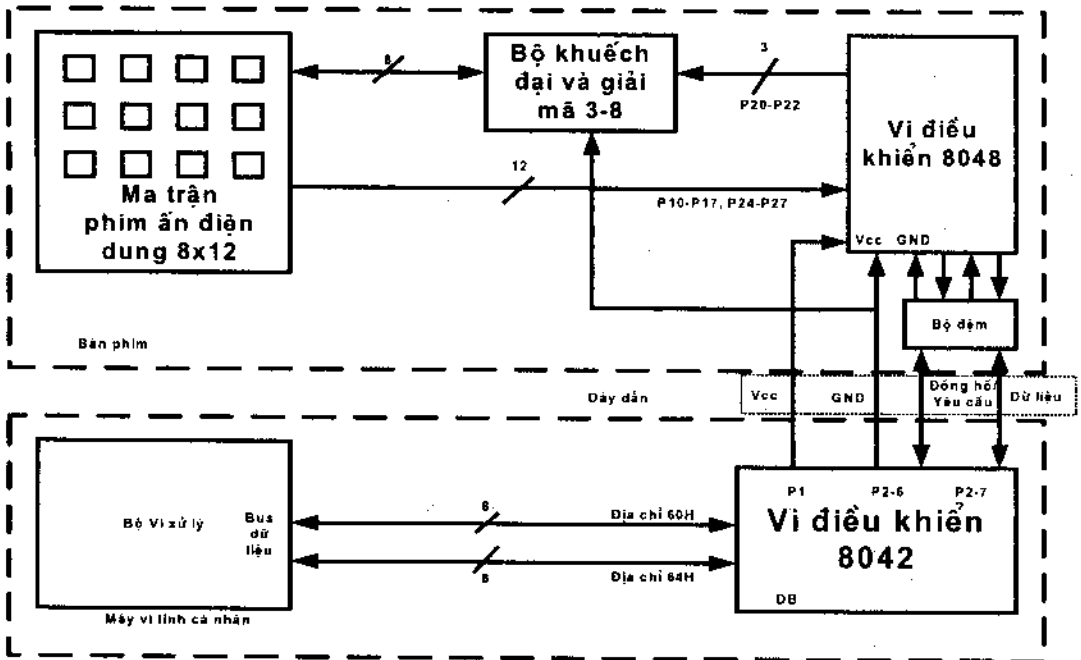 Ma trận
phím ấn điện
dung 8x12
8
Bộ khuếch
đại và giải
mã 3-8
3
P20-P22
Vi điều
khiển 8048
12
P10-P17, P24-P27
Vcc GND
Bộ đệm
Bàn phím
Dây dẫn
Vcc
GND
Đồng hồ/
Yêu cầu
Dữ liệu
Bộ Vi xử lý
Bus
dữ
liệu
8
Địa chỉ 60H
8
Địa chỉ 64H
P1
P2-6
P2-7
?
Vi điều khiển
8042
DB
Máy vi tính cá nhân